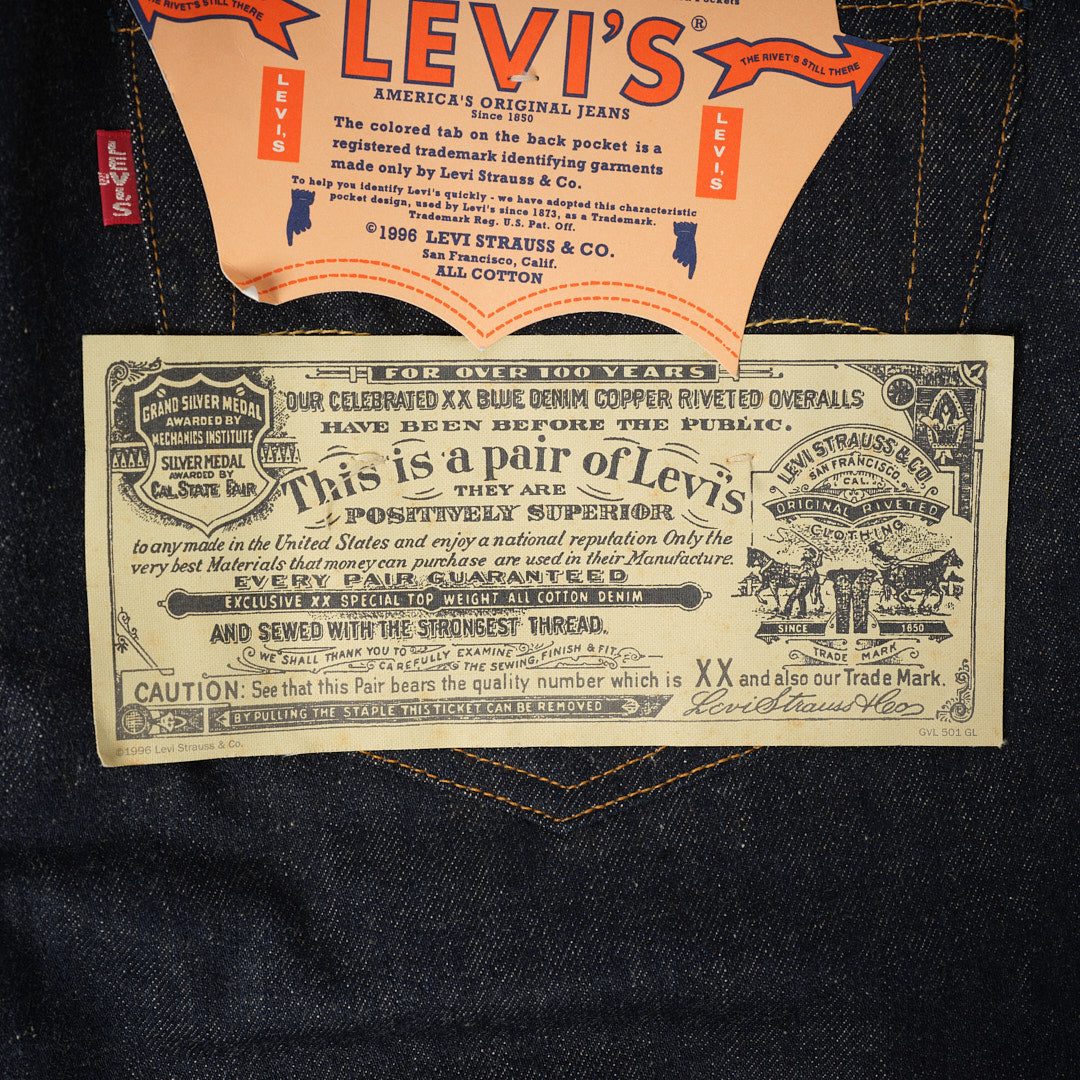 THE RIVET'S STILL THERE
LEVI'S®
THE RIVET'S STILL THERE
AMERICA'S ORIGINAL JEANS
Since 1850
LEVI'S
LEVI'S
LEVI'S
The colored tab on the back pocket is a
registered trademark identifying garments
made only by Levi Strauss & Co.
To help you identify Levi's quickly - we have adopted this characteristic
pocket design, used by Levi's since 1873, as a Trademark.
Trademark Reg. U.S. Pat. Off.
©1996 LEVI STRAUSS & CO.
San Francisco, Calif.
ALL COTTON
FOR OVER 100 YEARS
OUR CELEBRATED XX BLUE DENIM COPPER RIVETED OVERALLS
HAVE BEEN BEFORE THE PUBLIC.
GRAND SILVER MEDAL
AWARDED BY
MECHANICS INSTITUTE
SILVER MEDAL
AWARDED BY
CAL. STATE FAIR
This is a pair of Levi's
THEY ARE
POSITIVELY SUPERIOR
to any made in the United States and enjoy a national reputation Only the
very best Materials that money can purchase are used in their Manufacture.
EVERY PAIR GUARANTEED
EXCLUSIVE XX SPECIAL TOP WEIGHT ALL COTTON DENIM
AND SEWED WITH THE STRONGEST THREAD.
WE SHALL THANK YOU TO CAREFULLY EXAMINE THE SEWING, FINISH & FIT
LEVI STRAUSS & CO.
SAN FRANCISCO,
CAL.
ORIGINAL RIVETED
CLOTHING
SINCE 1850
TRADE MARK
CAUTION: See that this Pair bears the quality number which is XX and also our Trade Mark.
BY PULLING THE STAPLE THIS TICKET CAN BE REMOVED
Levi Strauss & Co
©1996 Levi Strauss & Co.
GVL 501 GL